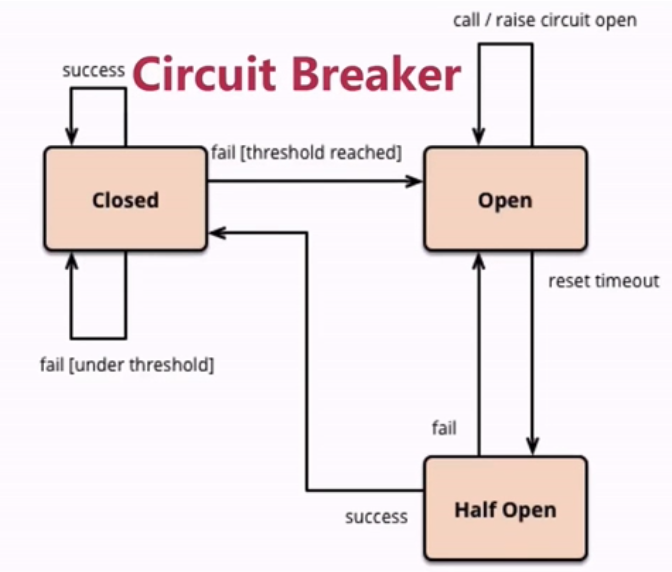 call / raise circuit open
success
Circuit Breaker
fail [threshold reached]
Closed
Open
reset timeout
fail [under threshold]
fail
Half Open
success